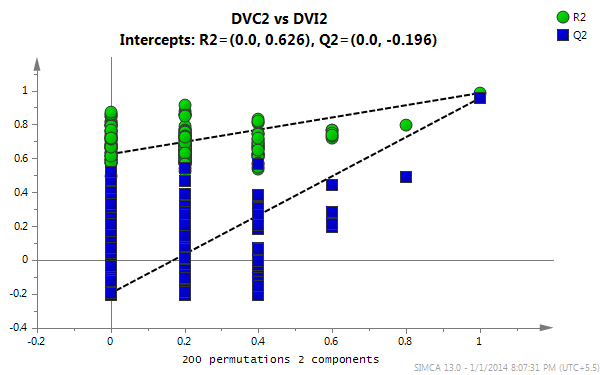 DVC2 vs DVI2
Intercepts: R2=(0.0, 0.626), Q2=(0.0, -0.196)
R2
Q2
1
0.8
0.6
0.4
0.2
0
-0.2
-0.4
-0.2 0 0.2 0.4 0.6 0.8 1
200 permutations 2 components
SIMCA 13.0 - 1/1/2014 8:07:31 PM (UTC+5.5)